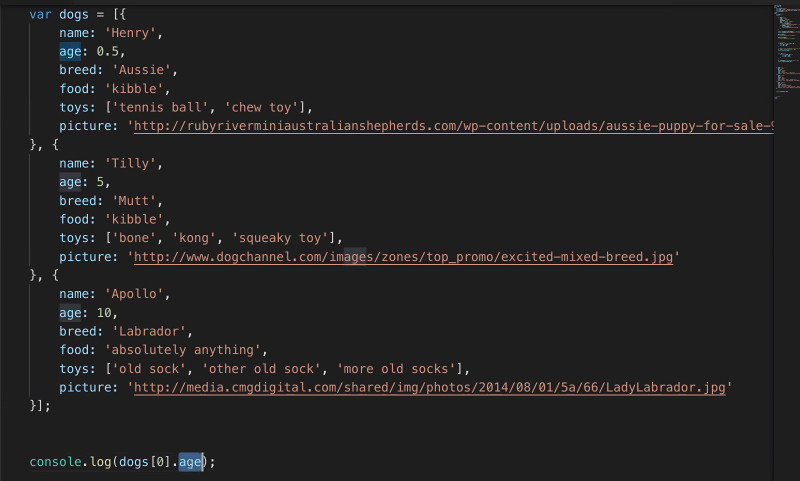 var dogs = [{
name: 'Henry',
age: 0.5,
breed: 'Aussie',
food: 'kibble',
toys: ['tennis ball', 'chew toy'],
picture: 'http://rubyriverminiaustralianshepherds.com/wp-content/uploads/aussie-puppy-for-sale-
}, {
name: 'Tilly',
age: 5,
breed: 'Mutt',
food: 'kibble',
toys: ['bone', 'kong', 'squeaky toy'],
picture: 'http://www.dogchannel.com/images/zones/top_promo/excited-mixed-breed.jpg'
}, {
name: 'Apollo',
age: 10,
breed: 'Labrador',
food: 'absolutely anything',
toys: ['old sock', 'other old sock', 'more old socks'],
picture: 'http://media.cmgdigital.com/shared/img/photos/2014/08/01/5a/66/LadyLabrador.jpg'
}];
console.log(dogs[0].age);